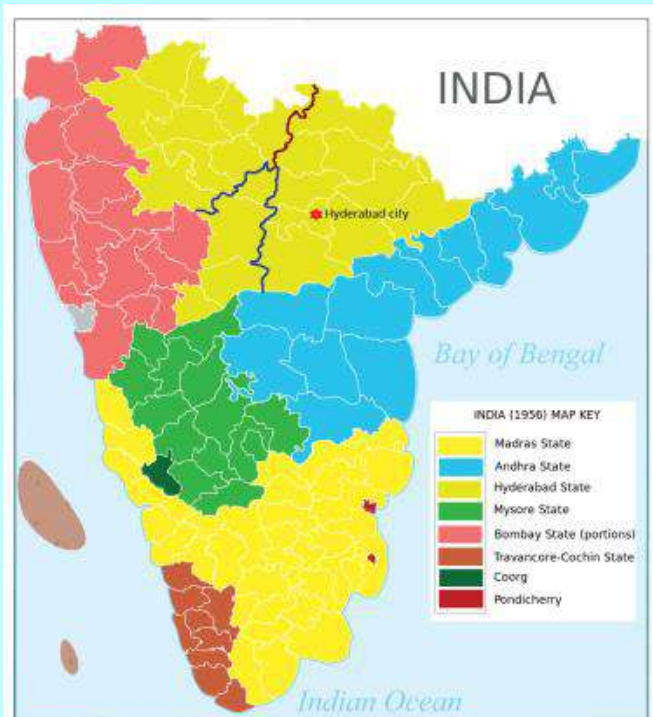 INDIA
Hyderabad city
Bay of Bengal
INDIA (1956) MAP KEY
Madras State
Andhra State
Hyderabad State
Mysore State
Bombay State (portions)
Travancore-Cochin State
Coorg
Pondicherry
Indian Ocean